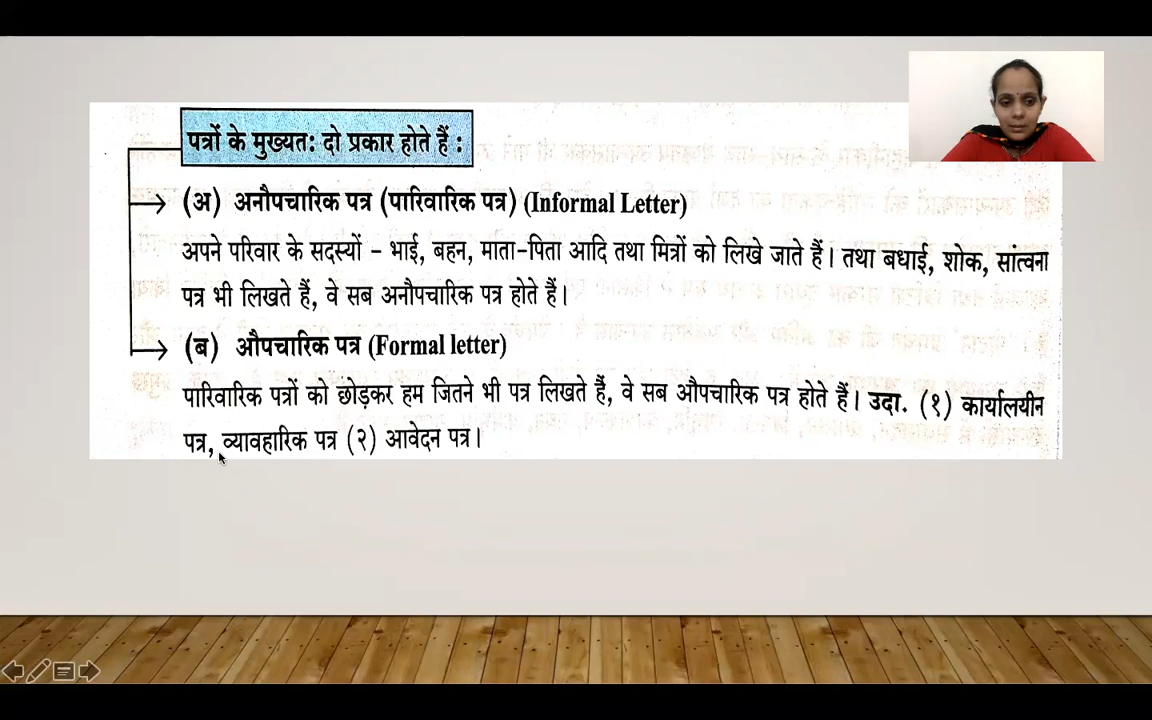 पत्रों के मुख्यत: दो प्रकार होते हैं :
(अ) अनौपचारिक पत्र (पारिवारिक पत्र) (Informal Letter)
अपने परिवार के सदस्यों - भाई, बहन, माता-पिता आदि तथा मित्रों को लिखे जाते हैं। तथा बधाई, शोक, सांत्वना
पत्र भी लिखते हैं, वे सब अनौपचारिक पत्र होते हैं।
(ब) औपचारिक पत्र (Formal letter)
पारिवारिक पत्रों को छोड़कर हम जितने भी पत्र लिखते हैं, वे सब औपचारिक पत्र होते हैं। उदा. (१) कार्यालयीन
पत्र, व्यावहारिक पत्र (२) आवेदन पत्र।